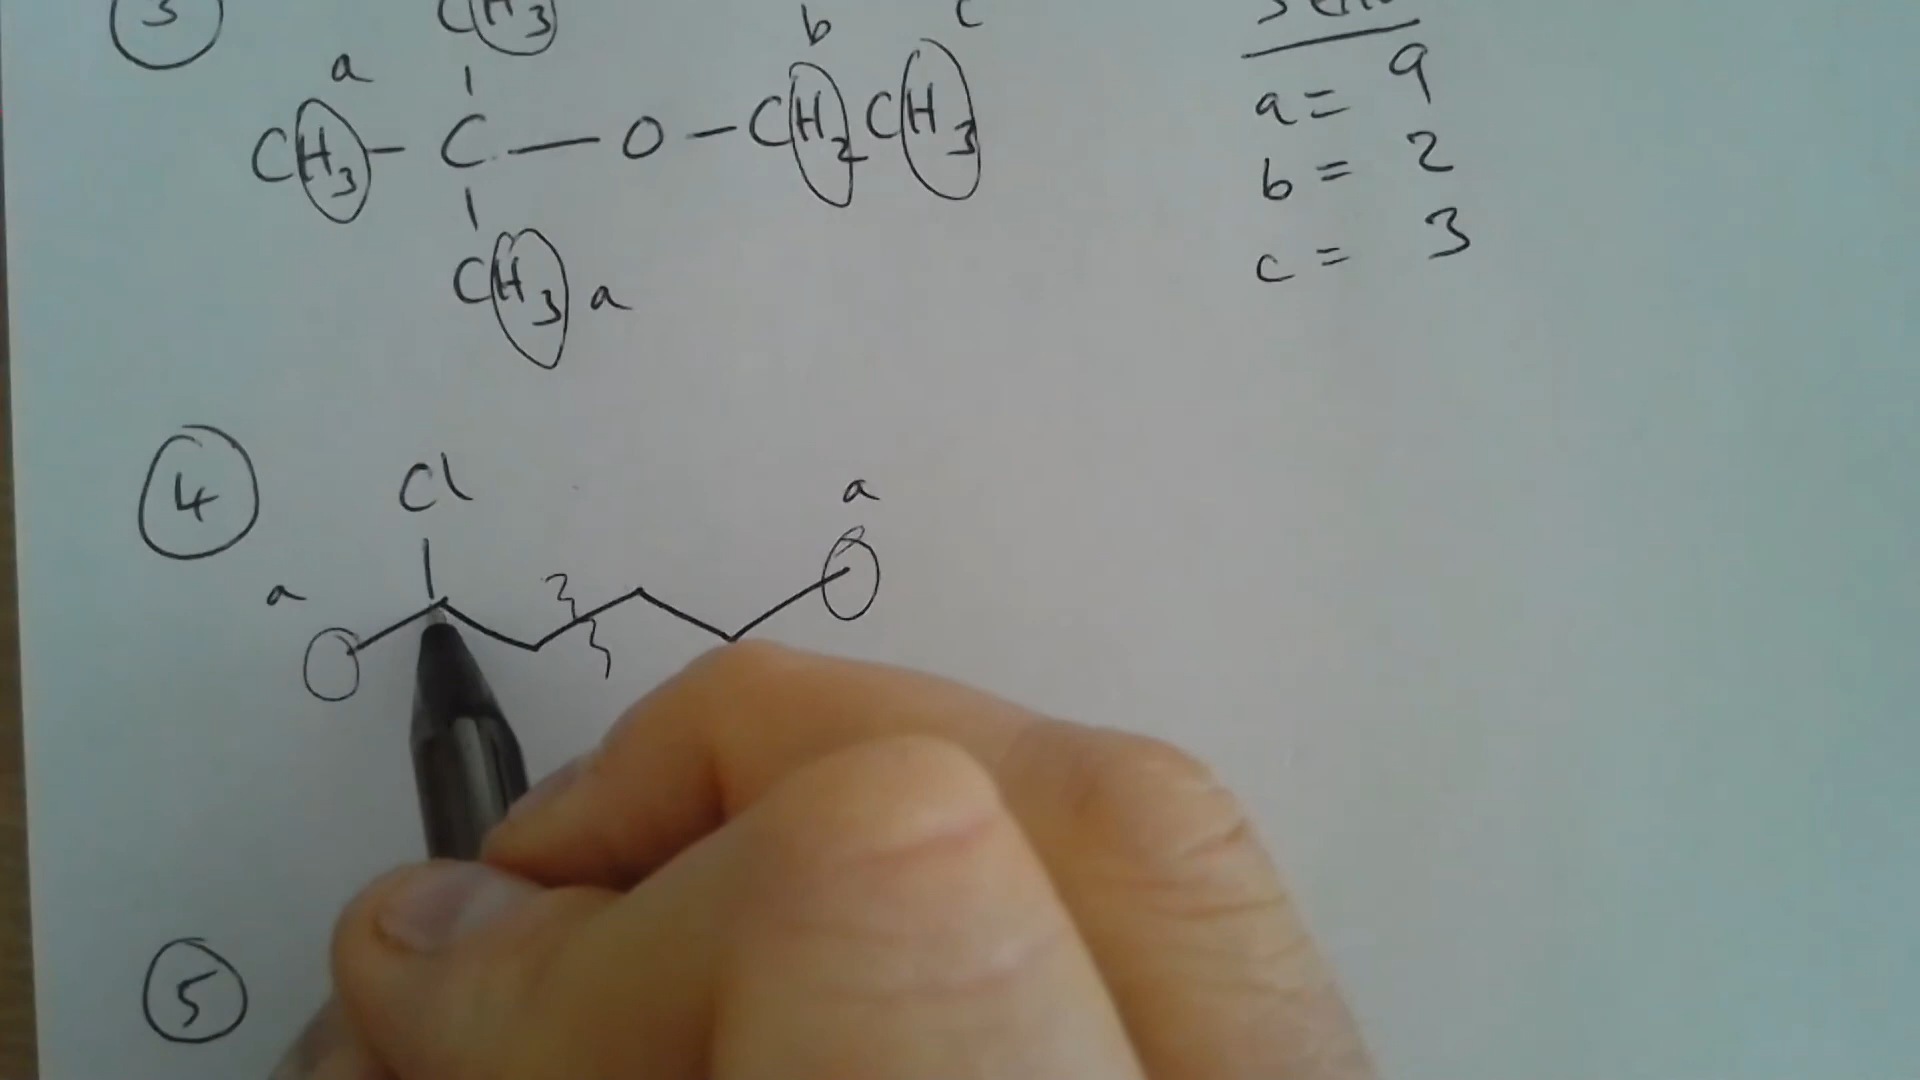 3
CH3
b
c
a
CH3 - C - O - CH2CH3
CH3 a
a = 9
b = 2
c = 3
4
Cl
a
a
5